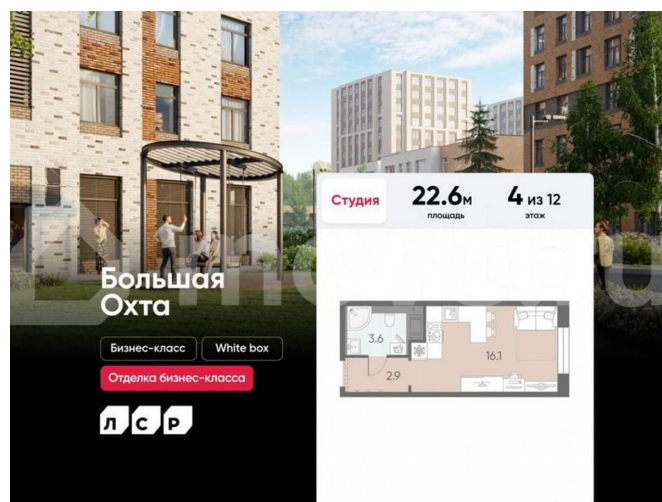 Студия
22.6м
площадь
4 из 12
этаж
Большая
Охта
Бизнес-класс
White box
Отделка бизнес-класса
ЛСР
3.6
2.9
16.1